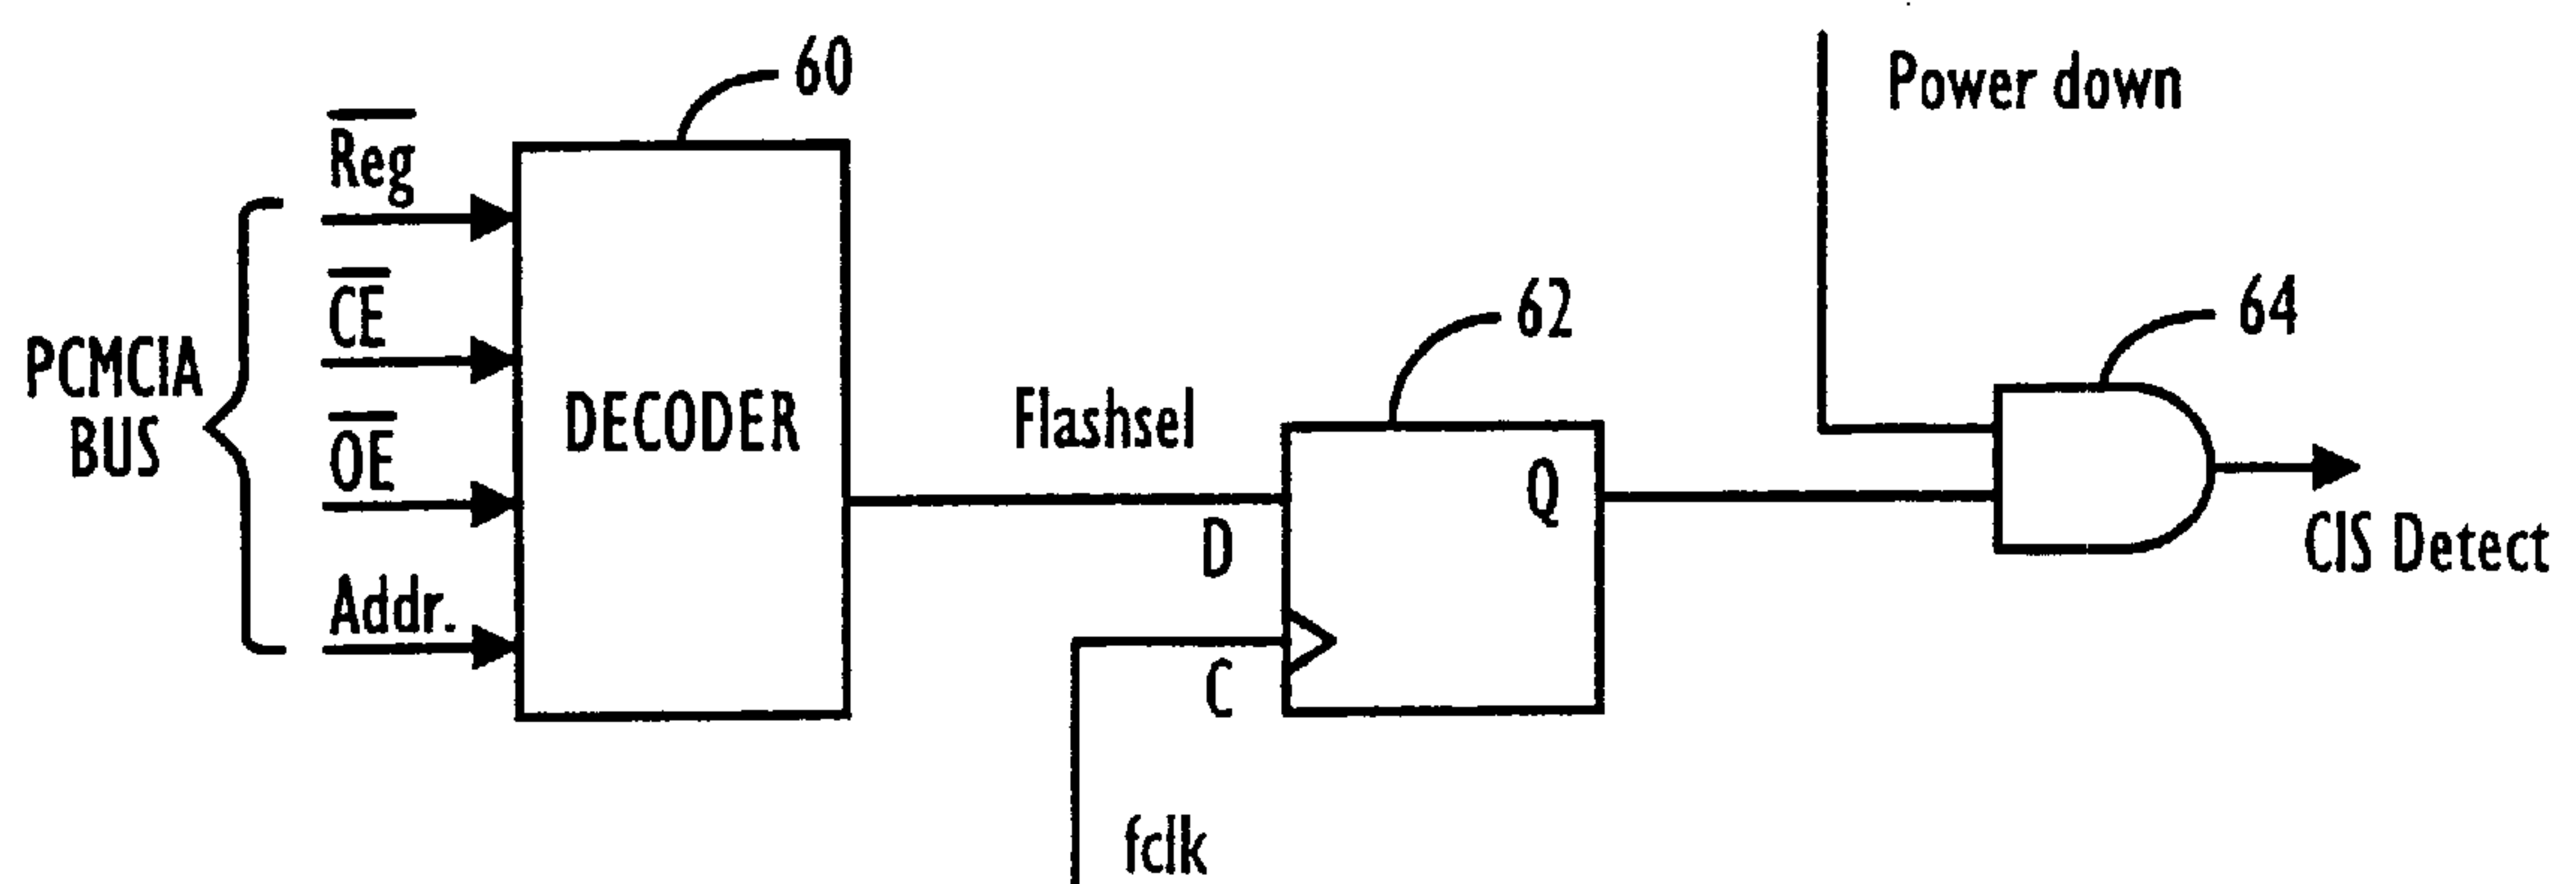 60
Power down
Reg
CE
62
64
PCMCIA
BUS
OE
DECODER
Flashsel
Q
D
CIS Detect
Addr.
C
fclk